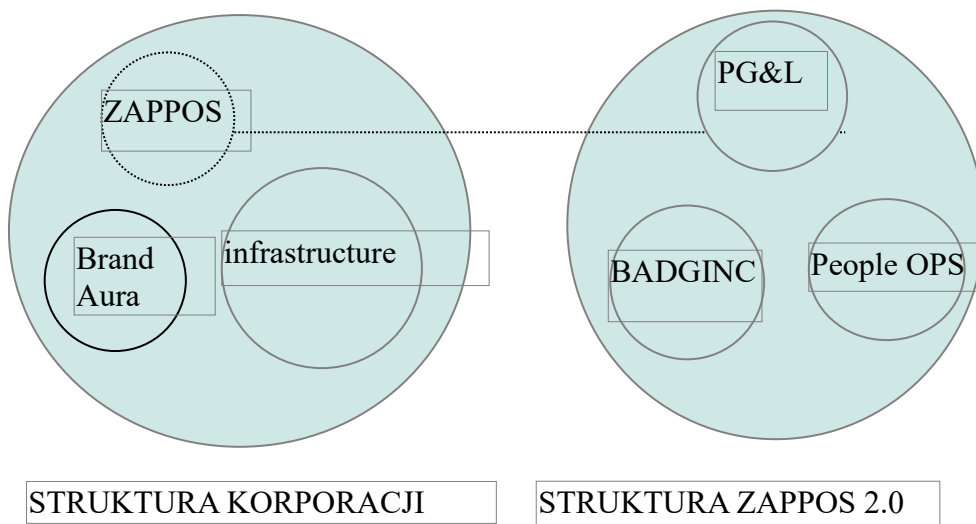 ZAPPOS
Brand
Aura
infrastructure
STRUKTURA KORPORACJI
PG&L
BADGINC
People OPS
STRUKTURA ZAPPOS 2.0